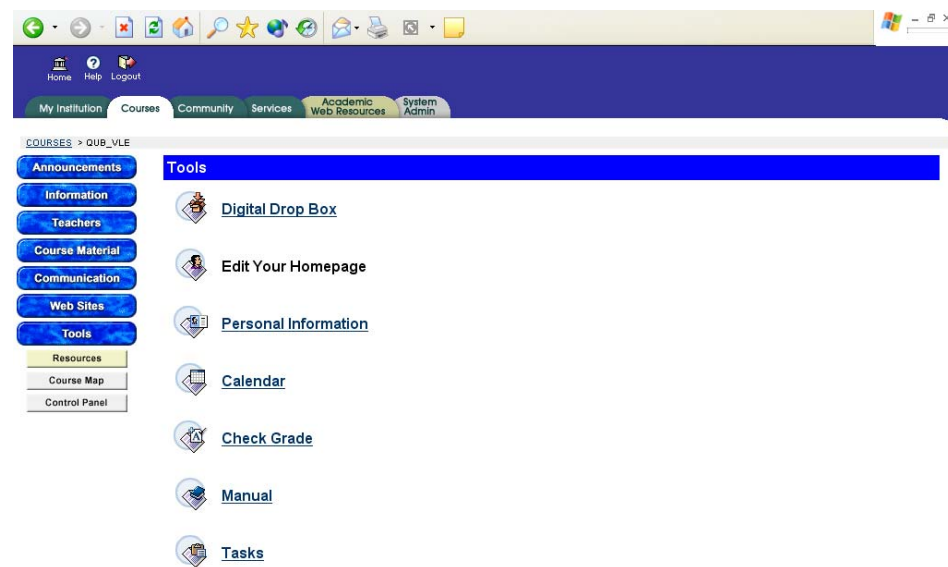 Home Help Logout
My Institution Courses Community Services Academic Web Resources System Admin
COURSES > QUB_VLE
Announcements
Information
Teachers
Course Material
Communication
Web Sites
Tools
Resources
Course Map
Control Panel
Tools
Digital Drop Box
Edit Your Homepage
Personal Information
Calendar
Check Grade
Manual
Tasks